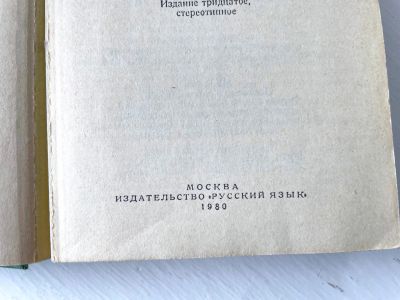 Издание тридцатое,
стереотипное
МОСКВА
ИЗДАТЕЛЬСТВО «РУССКИЙ ЯЗЫК»
1980